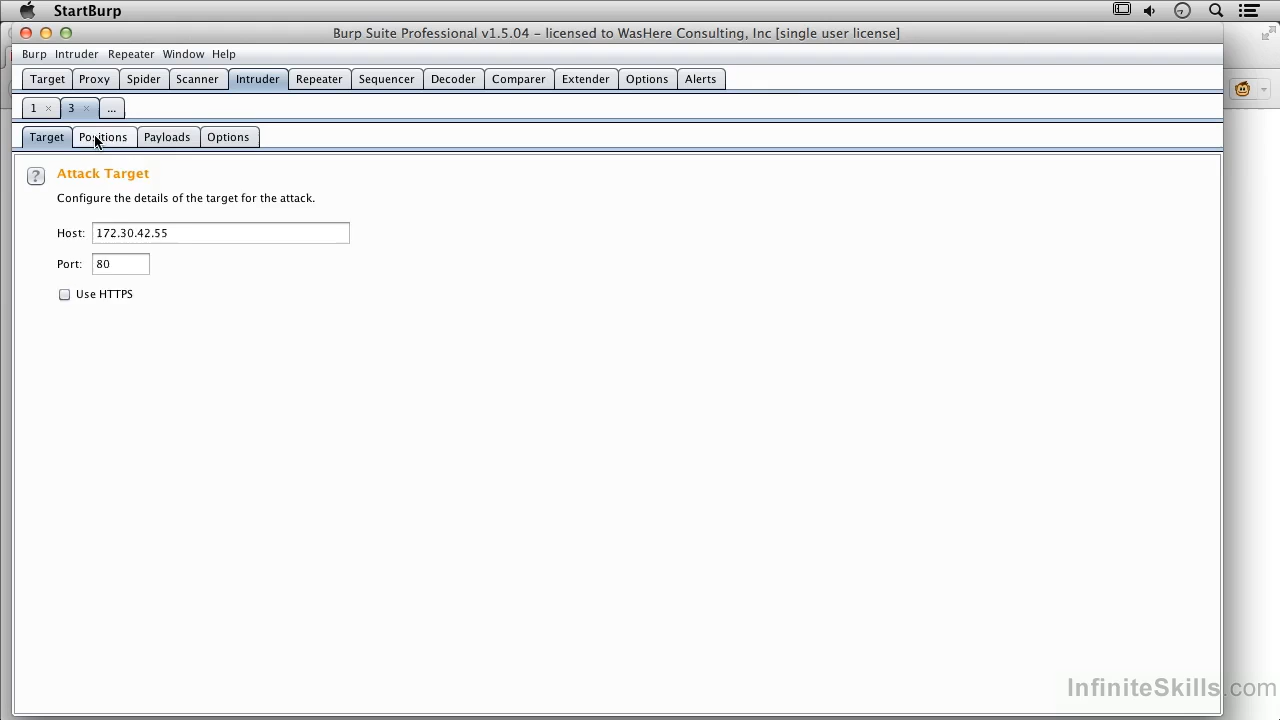 StartBurp
Burp Suite Professional v1.5.04 – licensed to WasHere Consulting, Inc [single user license]
Burp Intruder Repeater Window Help
Target Proxy Spider Scanner Intruder Repeater Sequencer Decoder Comparer Extender Options Alerts
1 × 3 × ...
Target Positions Payloads Options
? Attack Target
Configure the details of the target for the attack.
Host: 172.30.42.55
Port: 80
Use HTTPS
InfiniteSkills.com